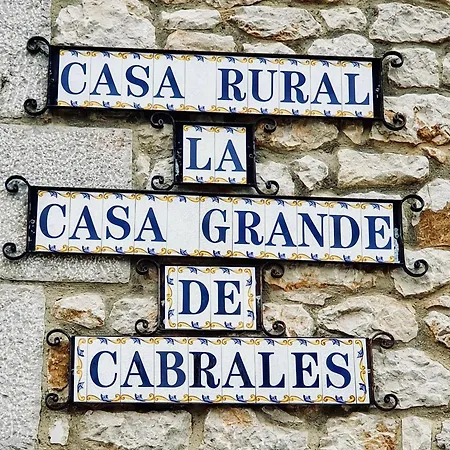 CASA RURAL
LA
CASA GRANDE
DE
CABRALES